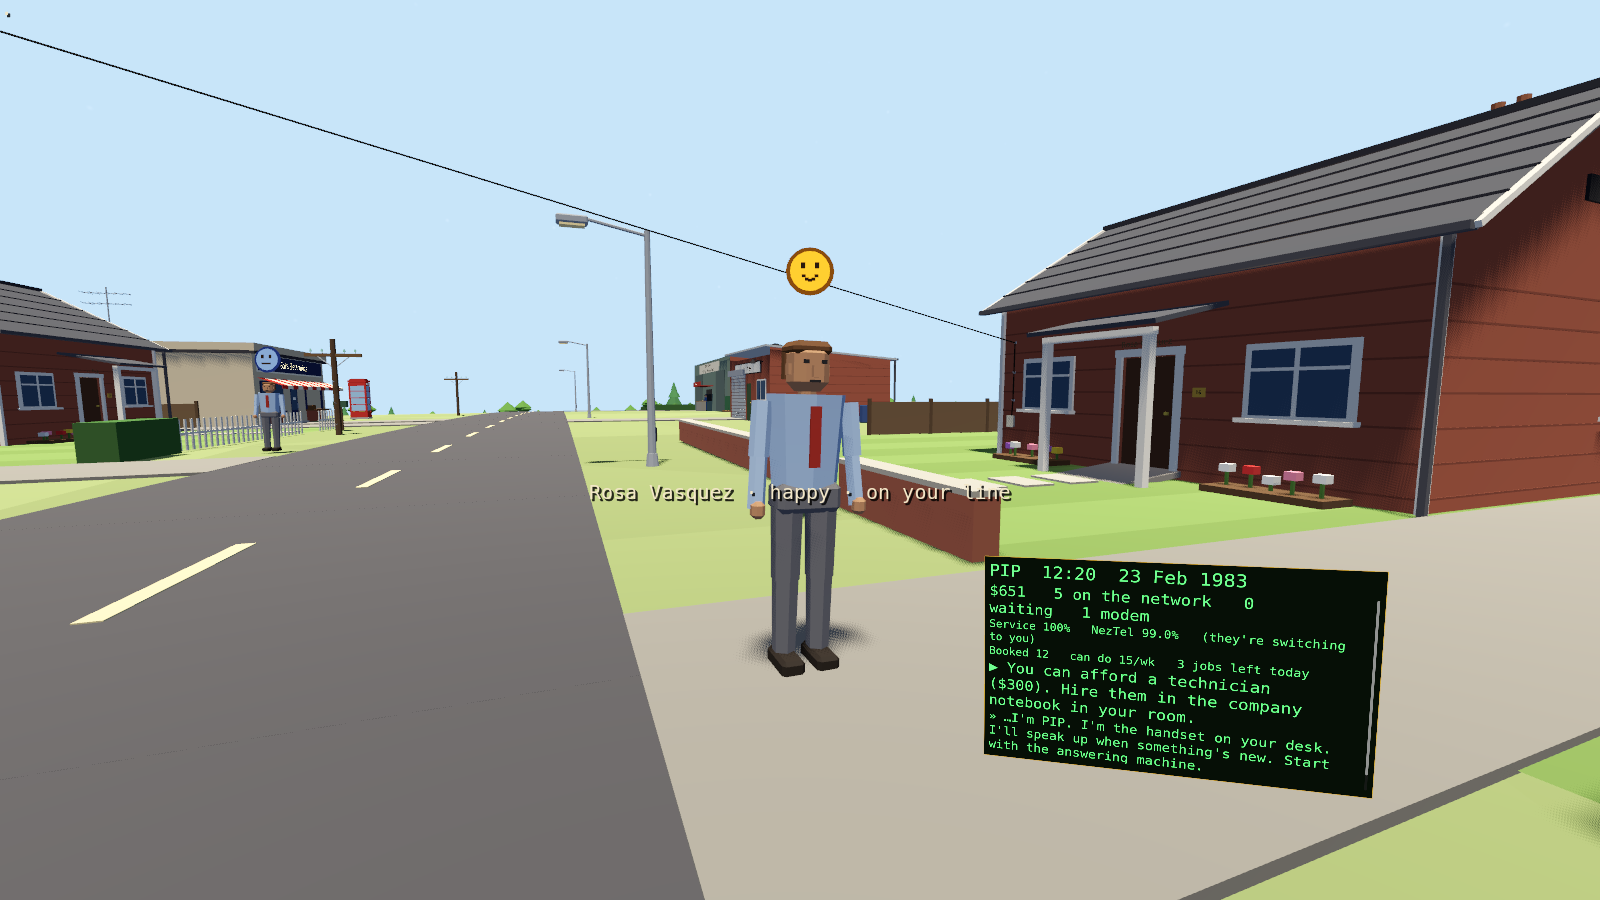 Rosa Vasquez · happy · on your line
PIP 12:20 23 Feb 1983
$651 5 on the network 0
waiting 1 modem
Service 100% NezTel 99.0% (they're switching
to you)
Booked 12 can do 15/wk 3 jobs left today
▶ You can afford a technician
($300). Hire them in the company
notebook in your room.
» …I'm PIP. I'm the handset on your desk.
I'll speak up when something's new. Start
with the answering machine.